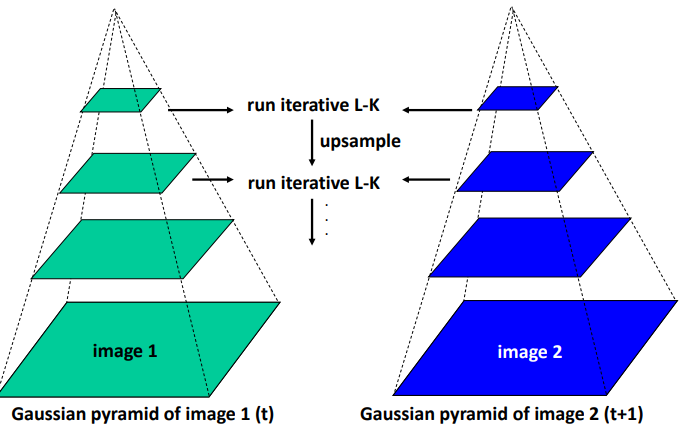 run iterative L-K
upsample
run iterative L-K
.
.
.
image 1
image 2
Gaussian pyramid of image 1 (t)
Gaussian pyramid of image 2 (t+1)